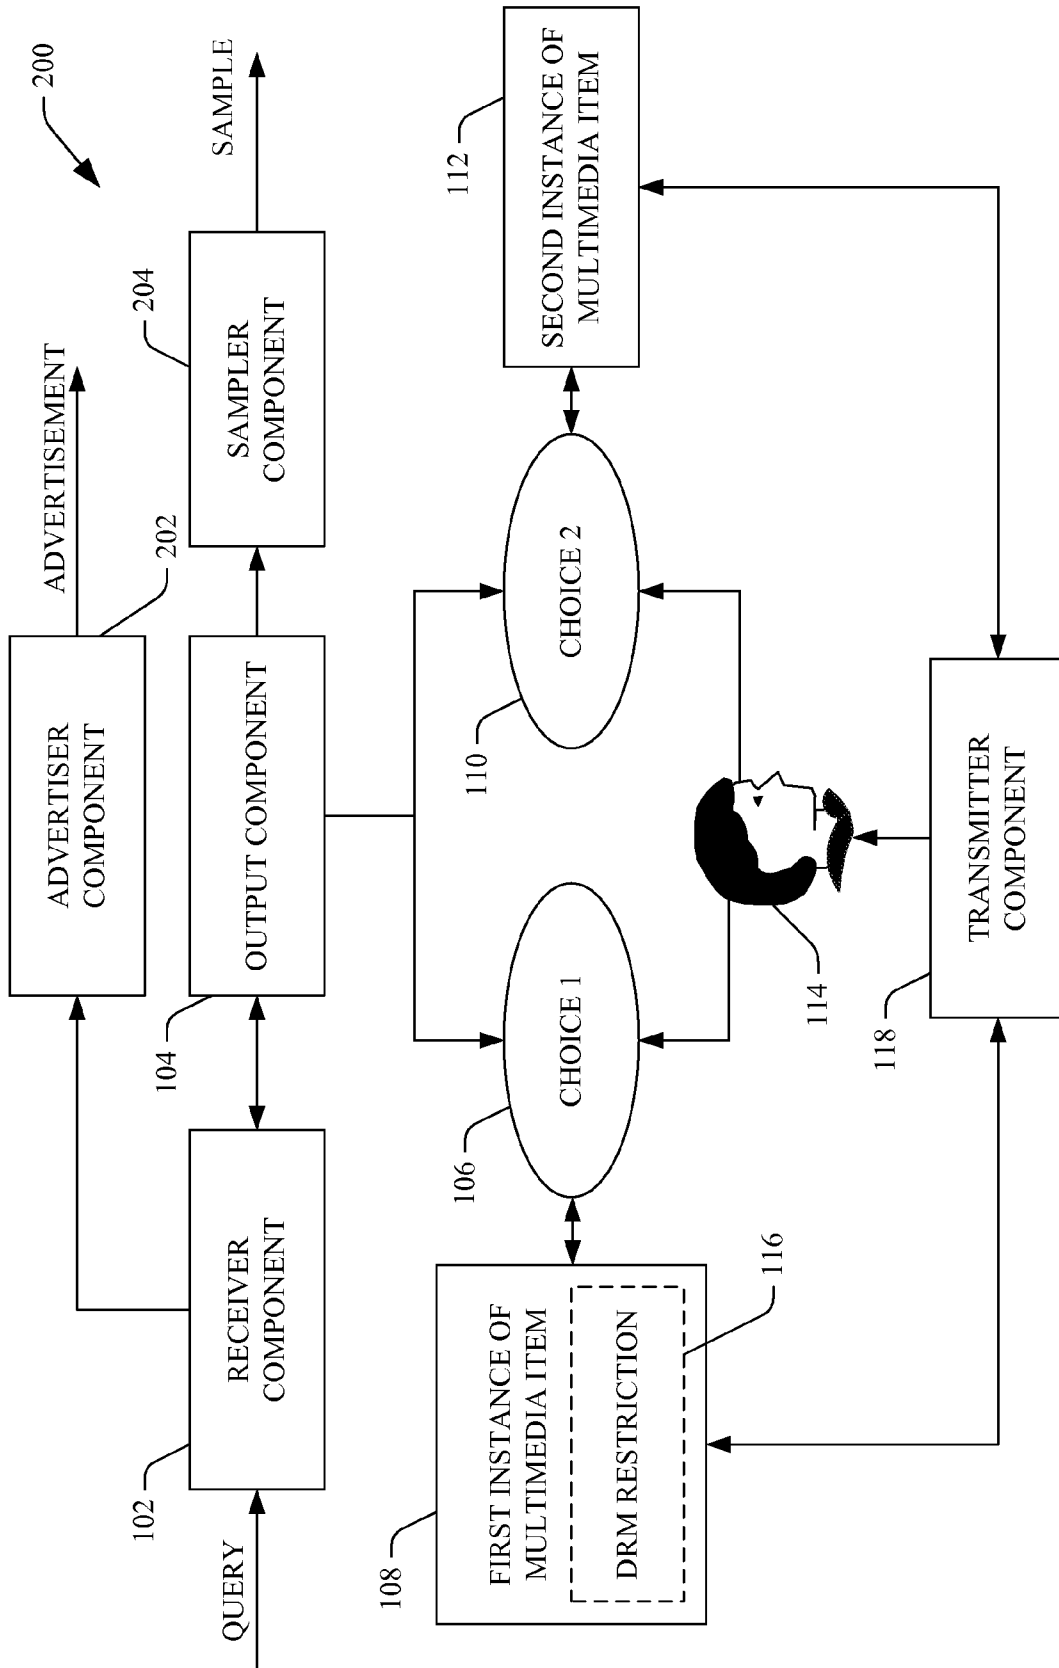 200
ADVERTISER
COMPONENT
ADVERTISEMENT
202
QUERY
102
RECEIVER
COMPONENT
104
OUTPUT COMPONENT
204
SAMPLER
COMPONENT
SAMPLE
108
FIRST INSTANCE OF
MULTIMEDIA ITEM
DRM RESTRICTION
116
106
CHOICE 1
110
CHOICE 2
112
SECOND INSTANCE OF
MULTIMEDIA ITEM
114
118
TRANSMITTER
COMPONENT